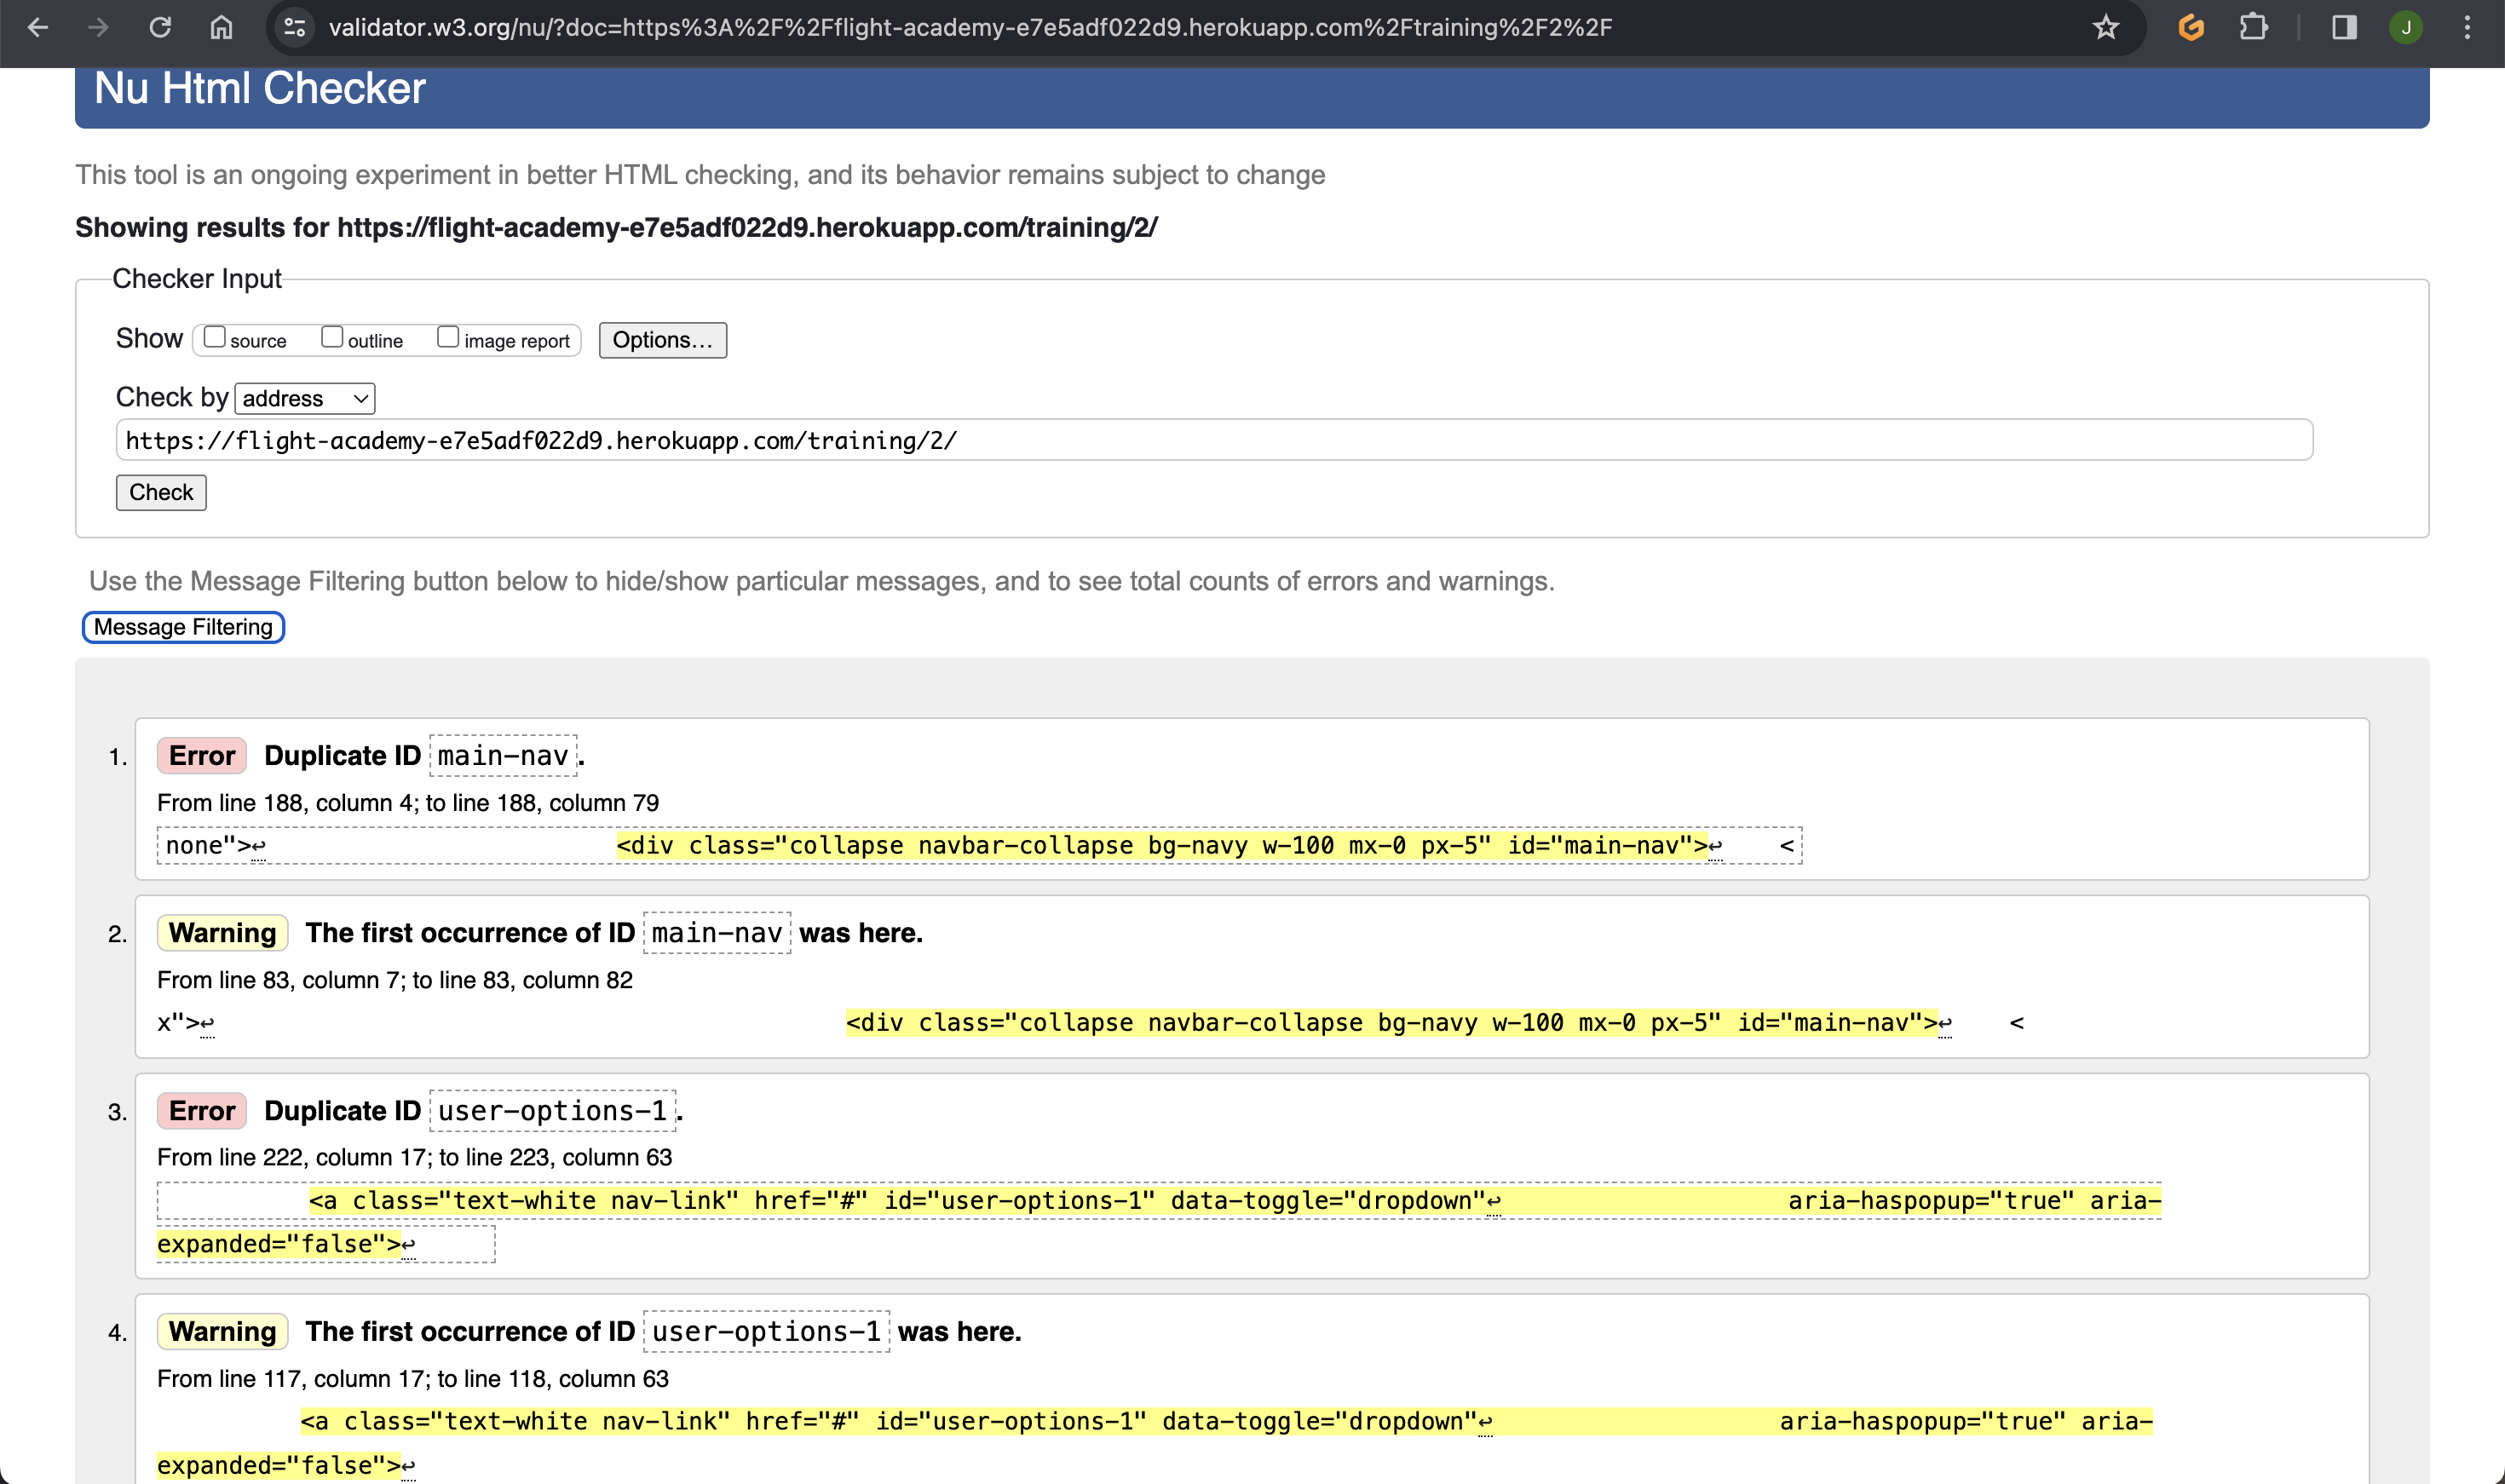 validator.w3.org/nu/?doc=https%3A%2F%2Fflight-academy-e7e5adf022d9.herokuapp.com%2Ftraining%2F2%2F
J
Nu Html Checker
This tool is an ongoing experiment in better HTML checking, and its behavior remains subject to change
Showing results for https://flight-academy-e7e5adf022d9.herokuapp.com/training/2/
Checker Input
Show source outline image report Options...
Check by address
https://flight-academy-e7e5adf022d9.herokuapp.com/training/2/
Check
Use the Message Filtering button below to hide/show particular messages, and to see total counts of errors and warnings.
Message Filtering
1. Error Duplicate ID main-nav.
From line 188, column 4; to line 188, column 79
none">↩ <div class="collapse navbar-collapse bg-navy w-100 mx-0 px-5" id="main-nav">↩ <
2. Warning The first occurrence of ID main-nav was here.
From line 83, column 7; to line 83, column 82
x">↩ <div class="collapse navbar-collapse bg-navy w-100 mx-0 px-5" id="main-nav">↩ <
3. Error Duplicate ID user-options-1.
From line 222, column 17; to line 223, column 63
<a class="text-white nav-link" href="#" id="user-options-1" data-toggle="dropdown"↩ aria-haspopup="true" aria-
expanded="false">↩
4. Warning The first occurrence of ID user-options-1 was here.
From line 117, column 17; to line 118, column 63
<a class="text-white nav-link" href="#" id="user-options-1" data-toggle="dropdown"↩ aria-haspopup="true" aria-
expanded="false">↩